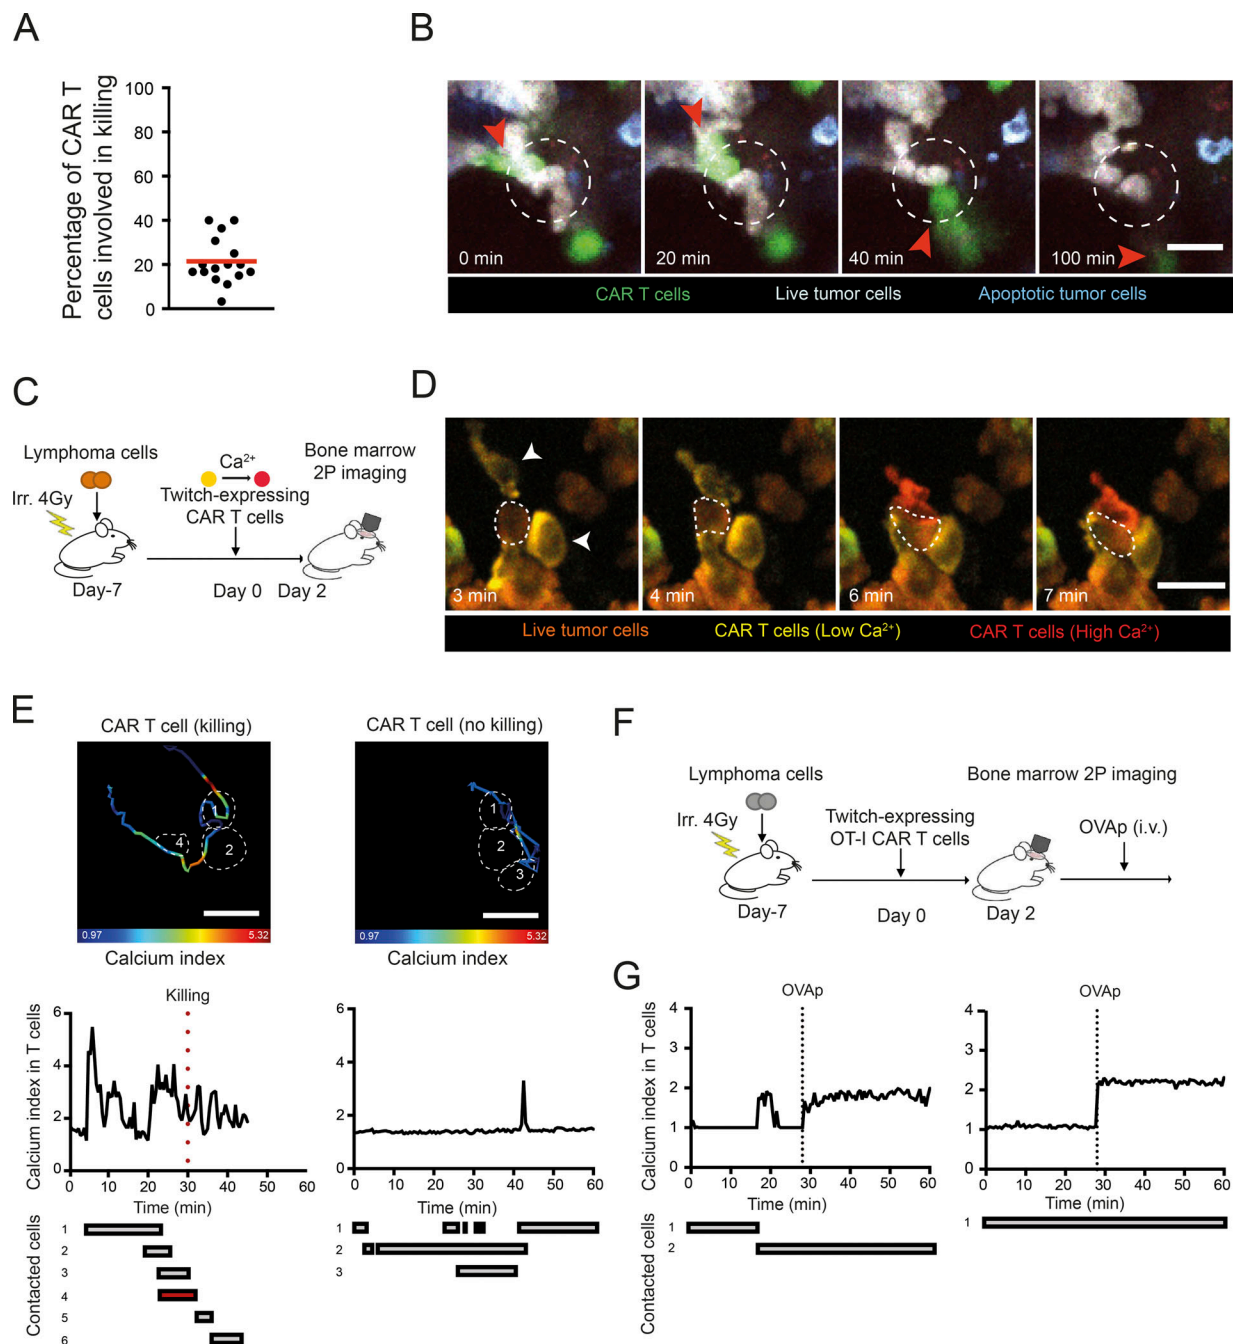 A
Percentage of CAR T
cells involved in killing
100
80
60
40
20
0
B
0 min
20 min
40 min
100 min
CAR T cells
Live tumor cells
Apoptotic tumor cells
C
Lymphoma cells
Irr. 4Gy
Ca²⁺
Twitch-expressing
CAR T cells
Bone marrow
2P imaging
Day-7
Day 0
Day 2
D
3 min
4 min
6 min
7 min
Live tumor cells
CAR T cells (Low Ca²⁺)
CAR T cells (High Ca²⁺)
E
CAR T cell (killing)
1
2
4
0.97
5.32
Calcium index
CAR T cell (no killing)
1
2
3
0.97
5.32
Calcium index
Killing
Calcium index in T cells
6
4
2
0
0
10
20
30
40
50
60
Time (min)
Contacted cells
1
2
3
4
5
6
6
4
2
0
0
10
20
30
40
50
60
Time (min)
1
2
3
F
Lymphoma cells
Irr. 4Gy
Twitch-expressing
OT-I CAR T cells
Bone marrow 2P imaging
OVAp (i.v.)
Day-7
Day 0
Day 2
G
OVAp
Calcium index in T cells
4
3
2
1
0
0
10
20
30
40
50
60
Time (min)
Contacted cells
1
2
OVAp
4
3
2
1
0
0
10
20
30
40
50
60
Time (min)
1